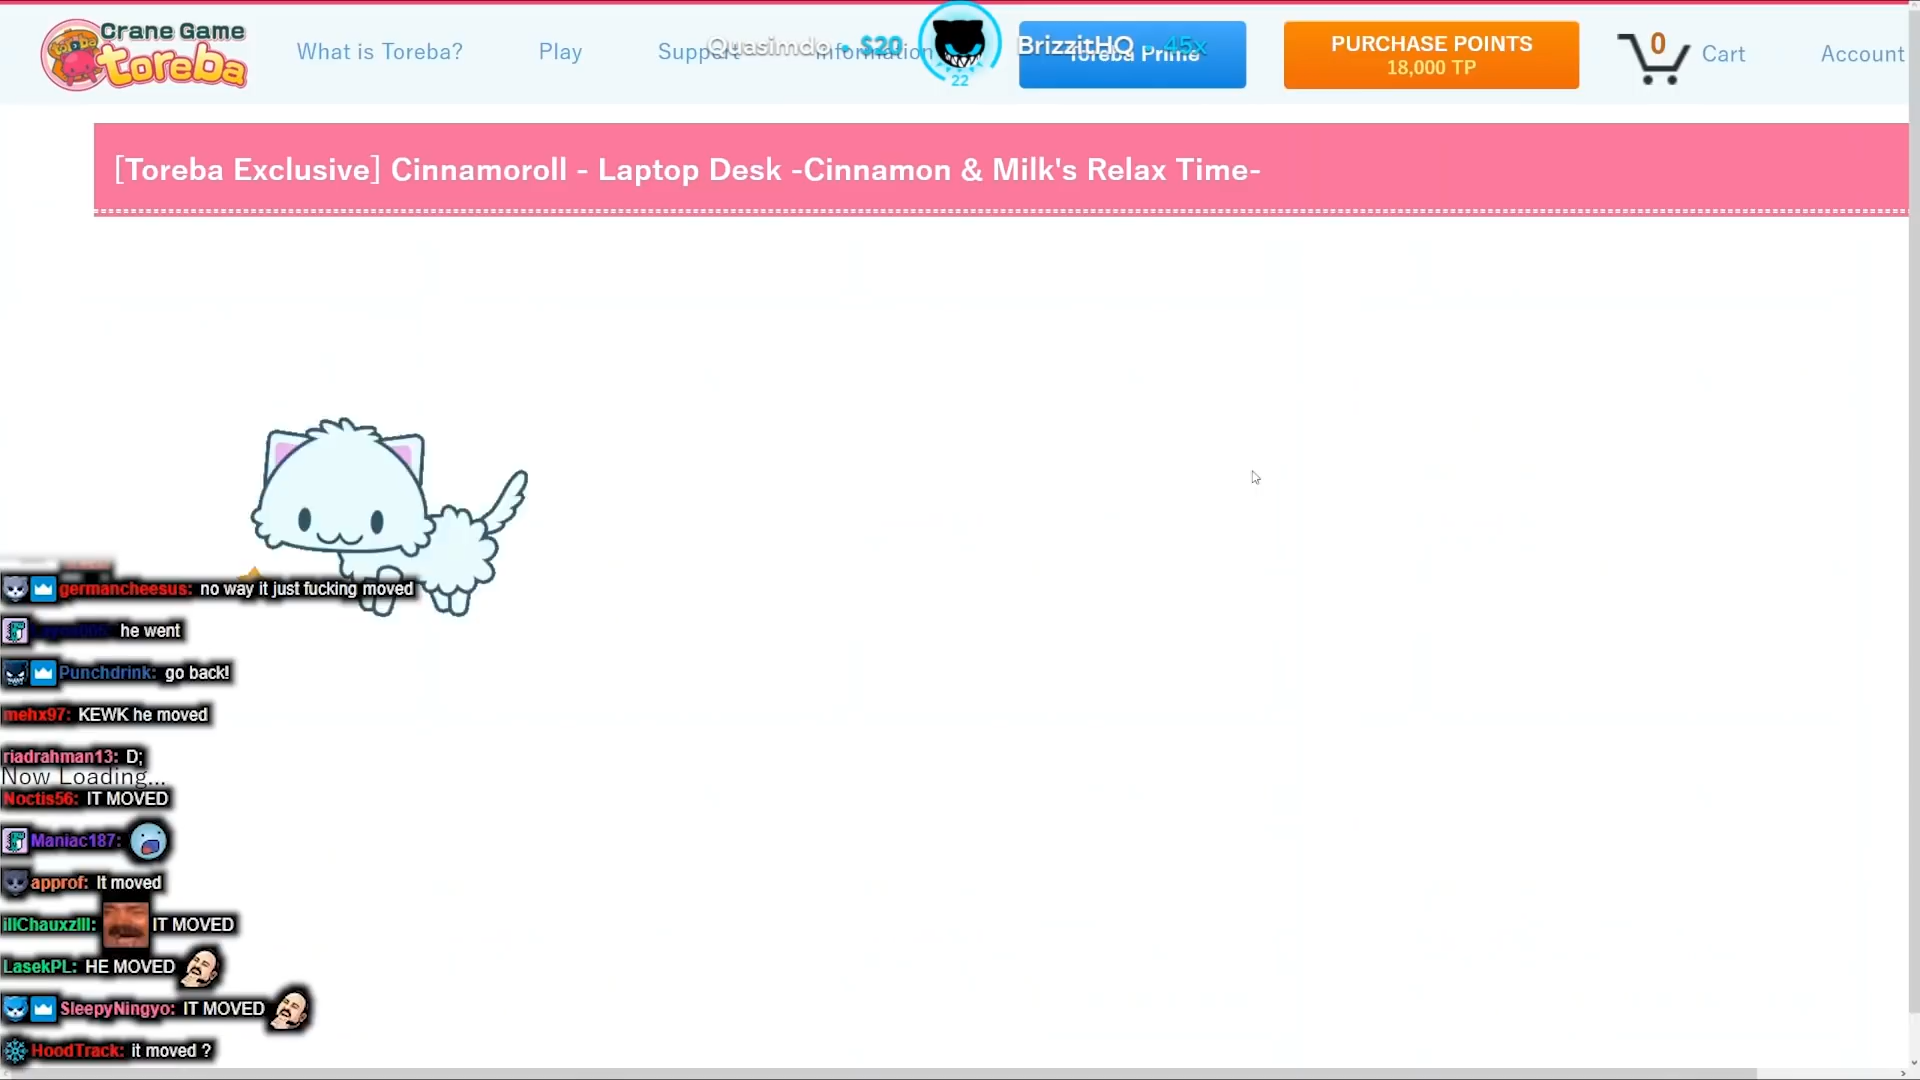 Crane Game
toreba
What is Toreba?
Play
Support
Information
Quasimdo • $20
22
BrizzitHQ • 45x
Toreba Prime
PURCHASE POINTS
18,000 TP
0
Cart
Account
[Toreba Exclusive] Cinnamoroll - Laptop Desk -Cinnamon & Milk's Relax Time-
germancheesus: no way it just fucking moved
he went
Punchdrink: go back!
mehx97: KEWK he moved
riadrahman13: D;
Now Loading...
Noctis56: IT MOVED
Maniac187:
approf: It moved
IT MOVED
LasekPL: HE MOVED
SleepyNingyo: IT MOVED
HoodTrack: it moved ?